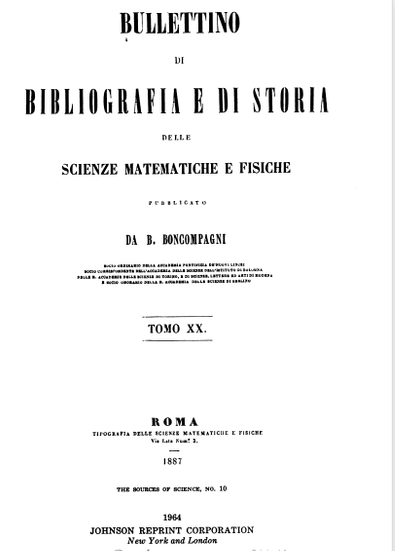 BULLETTINO
DI
BIBLIOGRAFIA E DI STORIA
DELLE
SCIENZE MATEMATICHE E FISICHE
PUBBLICATO
DA B. BONCOMPAGNI
SOCIO ORDINARIO DELLA ACCADEMIA PONTIFICIA DE'NUOVI LINCEI
SOCIO CORRISPONDENTE DELL'ACCADEMIA DELLE SCIENZE DELL'ISTITUTO DI BOLOGNA
DELLE R. ACCADEMIE DELLE SCIENZE DI TORINO, E DI SCIENZE, LETTERE ED ARTI DI MODENA
E SOCIO ONORARIO DELLA R. ACCADEMIA DELLE SCIENZE DI BERLINO
TOMO XX.
ROMA
TIPOGRAFIA DELLE SCIENZE MATEMATICHE E FISICHE
Via Lata Num.° 3.
1887
THE SOURCES OF SCIENCE, NO. 10
1964
JOHNSON REPRINT CORPORATION
New York and London